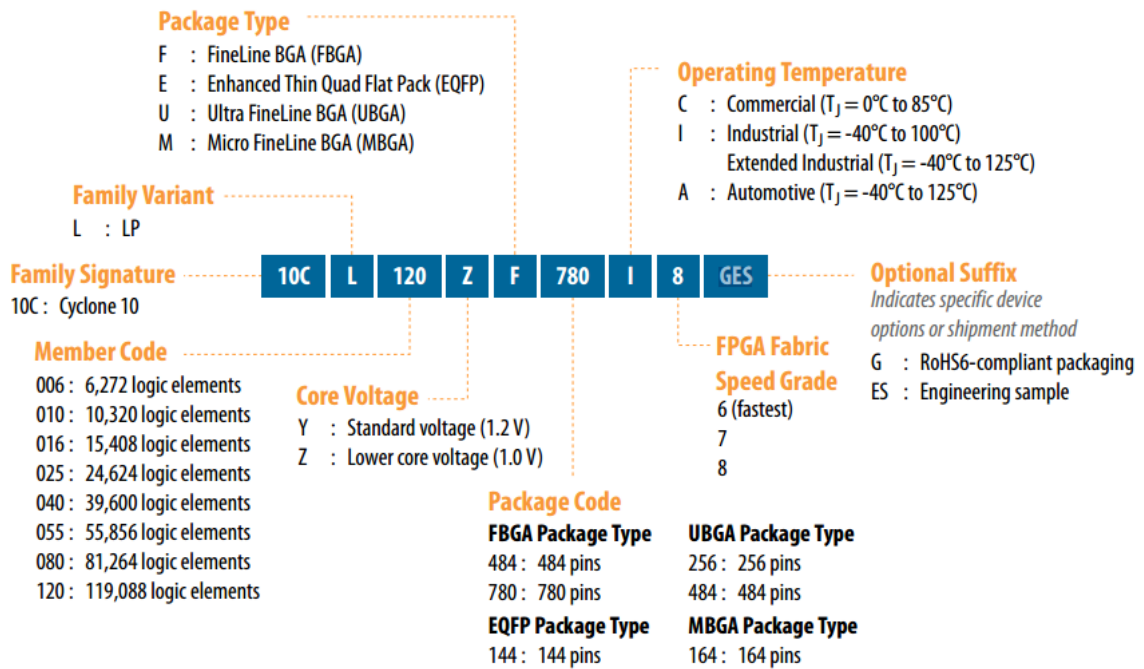 Package Type
F : FineLine BGA (FBGA)
E : Enhanced Thin Quad Flat Pack (EQFP)
U : Ultra FineLine BGA (UBGA)
M : Micro FineLine BGA (MBGA)
Operating Temperature
C : Commercial (TJ = 0°C to 85°C)
I : Industrial (TJ = -40°C to 100°C)
Extended Industrial (TJ = -40°C to 125°C)
A : Automotive (TJ = -40°C to 125°C)
Family Variant
L : LP
Family Signature
10C : Cyclone 10
10C L 120 Z F 780 I 8 GES
Optional Suffix
Indicates specific device
options or shipment method
G : RoHS6-compliant packaging
ES : Engineering sample
Member Code
006 : 6,272 logic elements
010 : 10,320 logic elements
016 : 15,408 logic elements
025 : 24,624 logic elements
040 : 39,600 logic elements
055 : 55,856 logic elements
080 : 81,264 logic elements
120 : 119,088 logic elements
Core Voltage
Y : Standard voltage (1.2 V)
Z : Lower core voltage (1.0 V)
FPGA Fabric
Speed Grade
6 (fastest)
7
8
Package Code
FBGA Package Type
484 : 484 pins
780 : 780 pins
EQFP Package Type
144 : 144 pins
UBGA Package Type
256 : 256 pins
484 : 484 pins
MBGA Package Type
164 : 164 pins